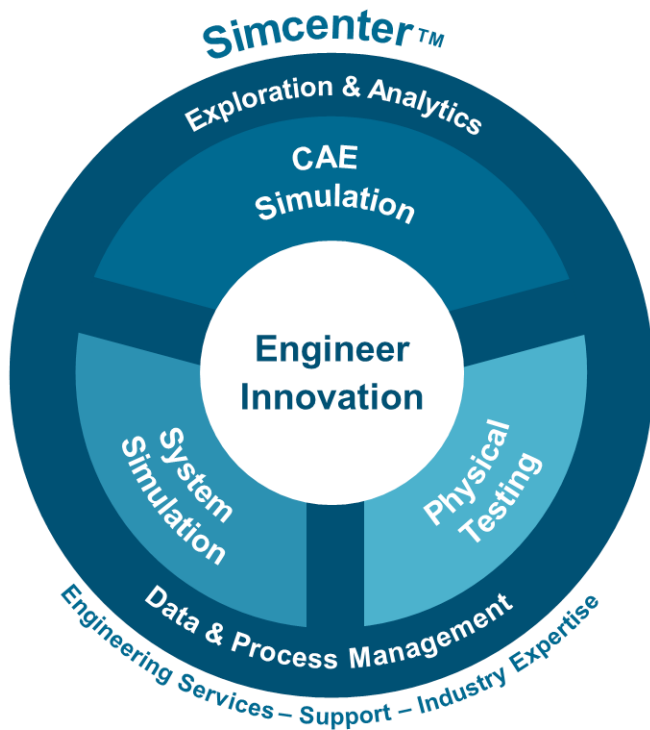 Simcenter™
Exploration & Analytics
CAE
Simulation
Engineer
Innovation
System
Simulation
Physical
Testing
Data & Process Management
Engineering Services – Support – Industry Expertise